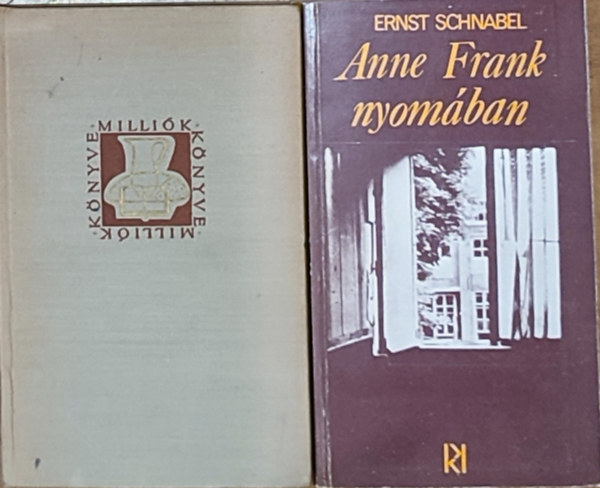 MILLIÓK
KÖNYVE
MILLIÓK
KÖNYVE
ERNST SCHNABEL
Anne Frank
nyomában